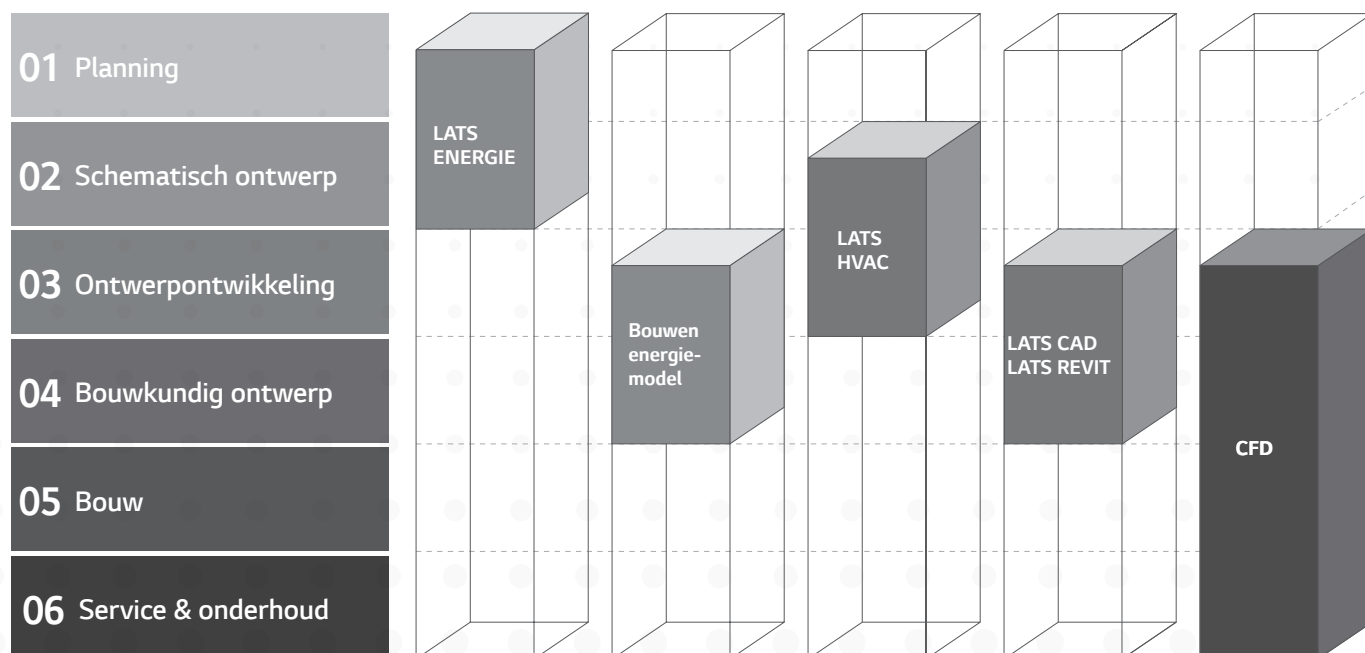 01 Planning
02 Schematisch ontwerp
03 Ontwerpontwikkeling
04 Bouwkundig ontwerp
05 Bouw
06 Service & onderhoud
LATS
ENERGIE
Bouwen
energie-
model
LATS
HVAC
LATS CAD
LATS REVIT
CFD